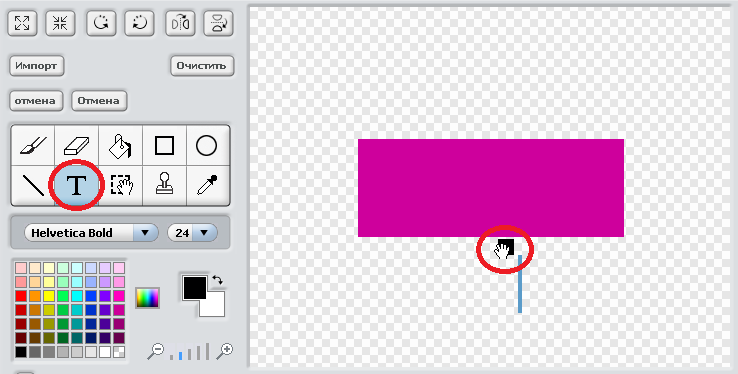 Импорт
Очистить
отмена
Отмена
T
Helvetica Bold
24